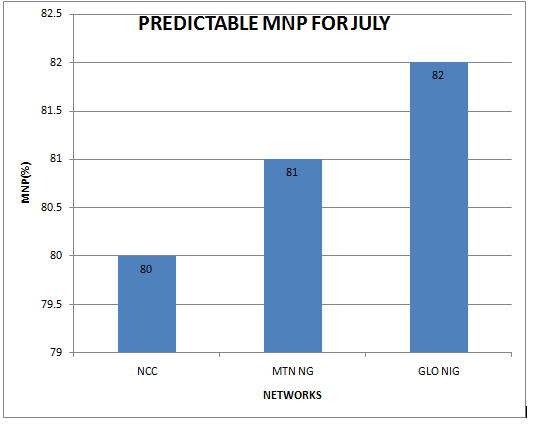 PREDICTABLE MNP FOR JULY
82.5
82
81.5
81
80.5
80
79.5
79
MNP(%)
80
81
82
NCC
MTN NG
GLO NIG
NETWORKS